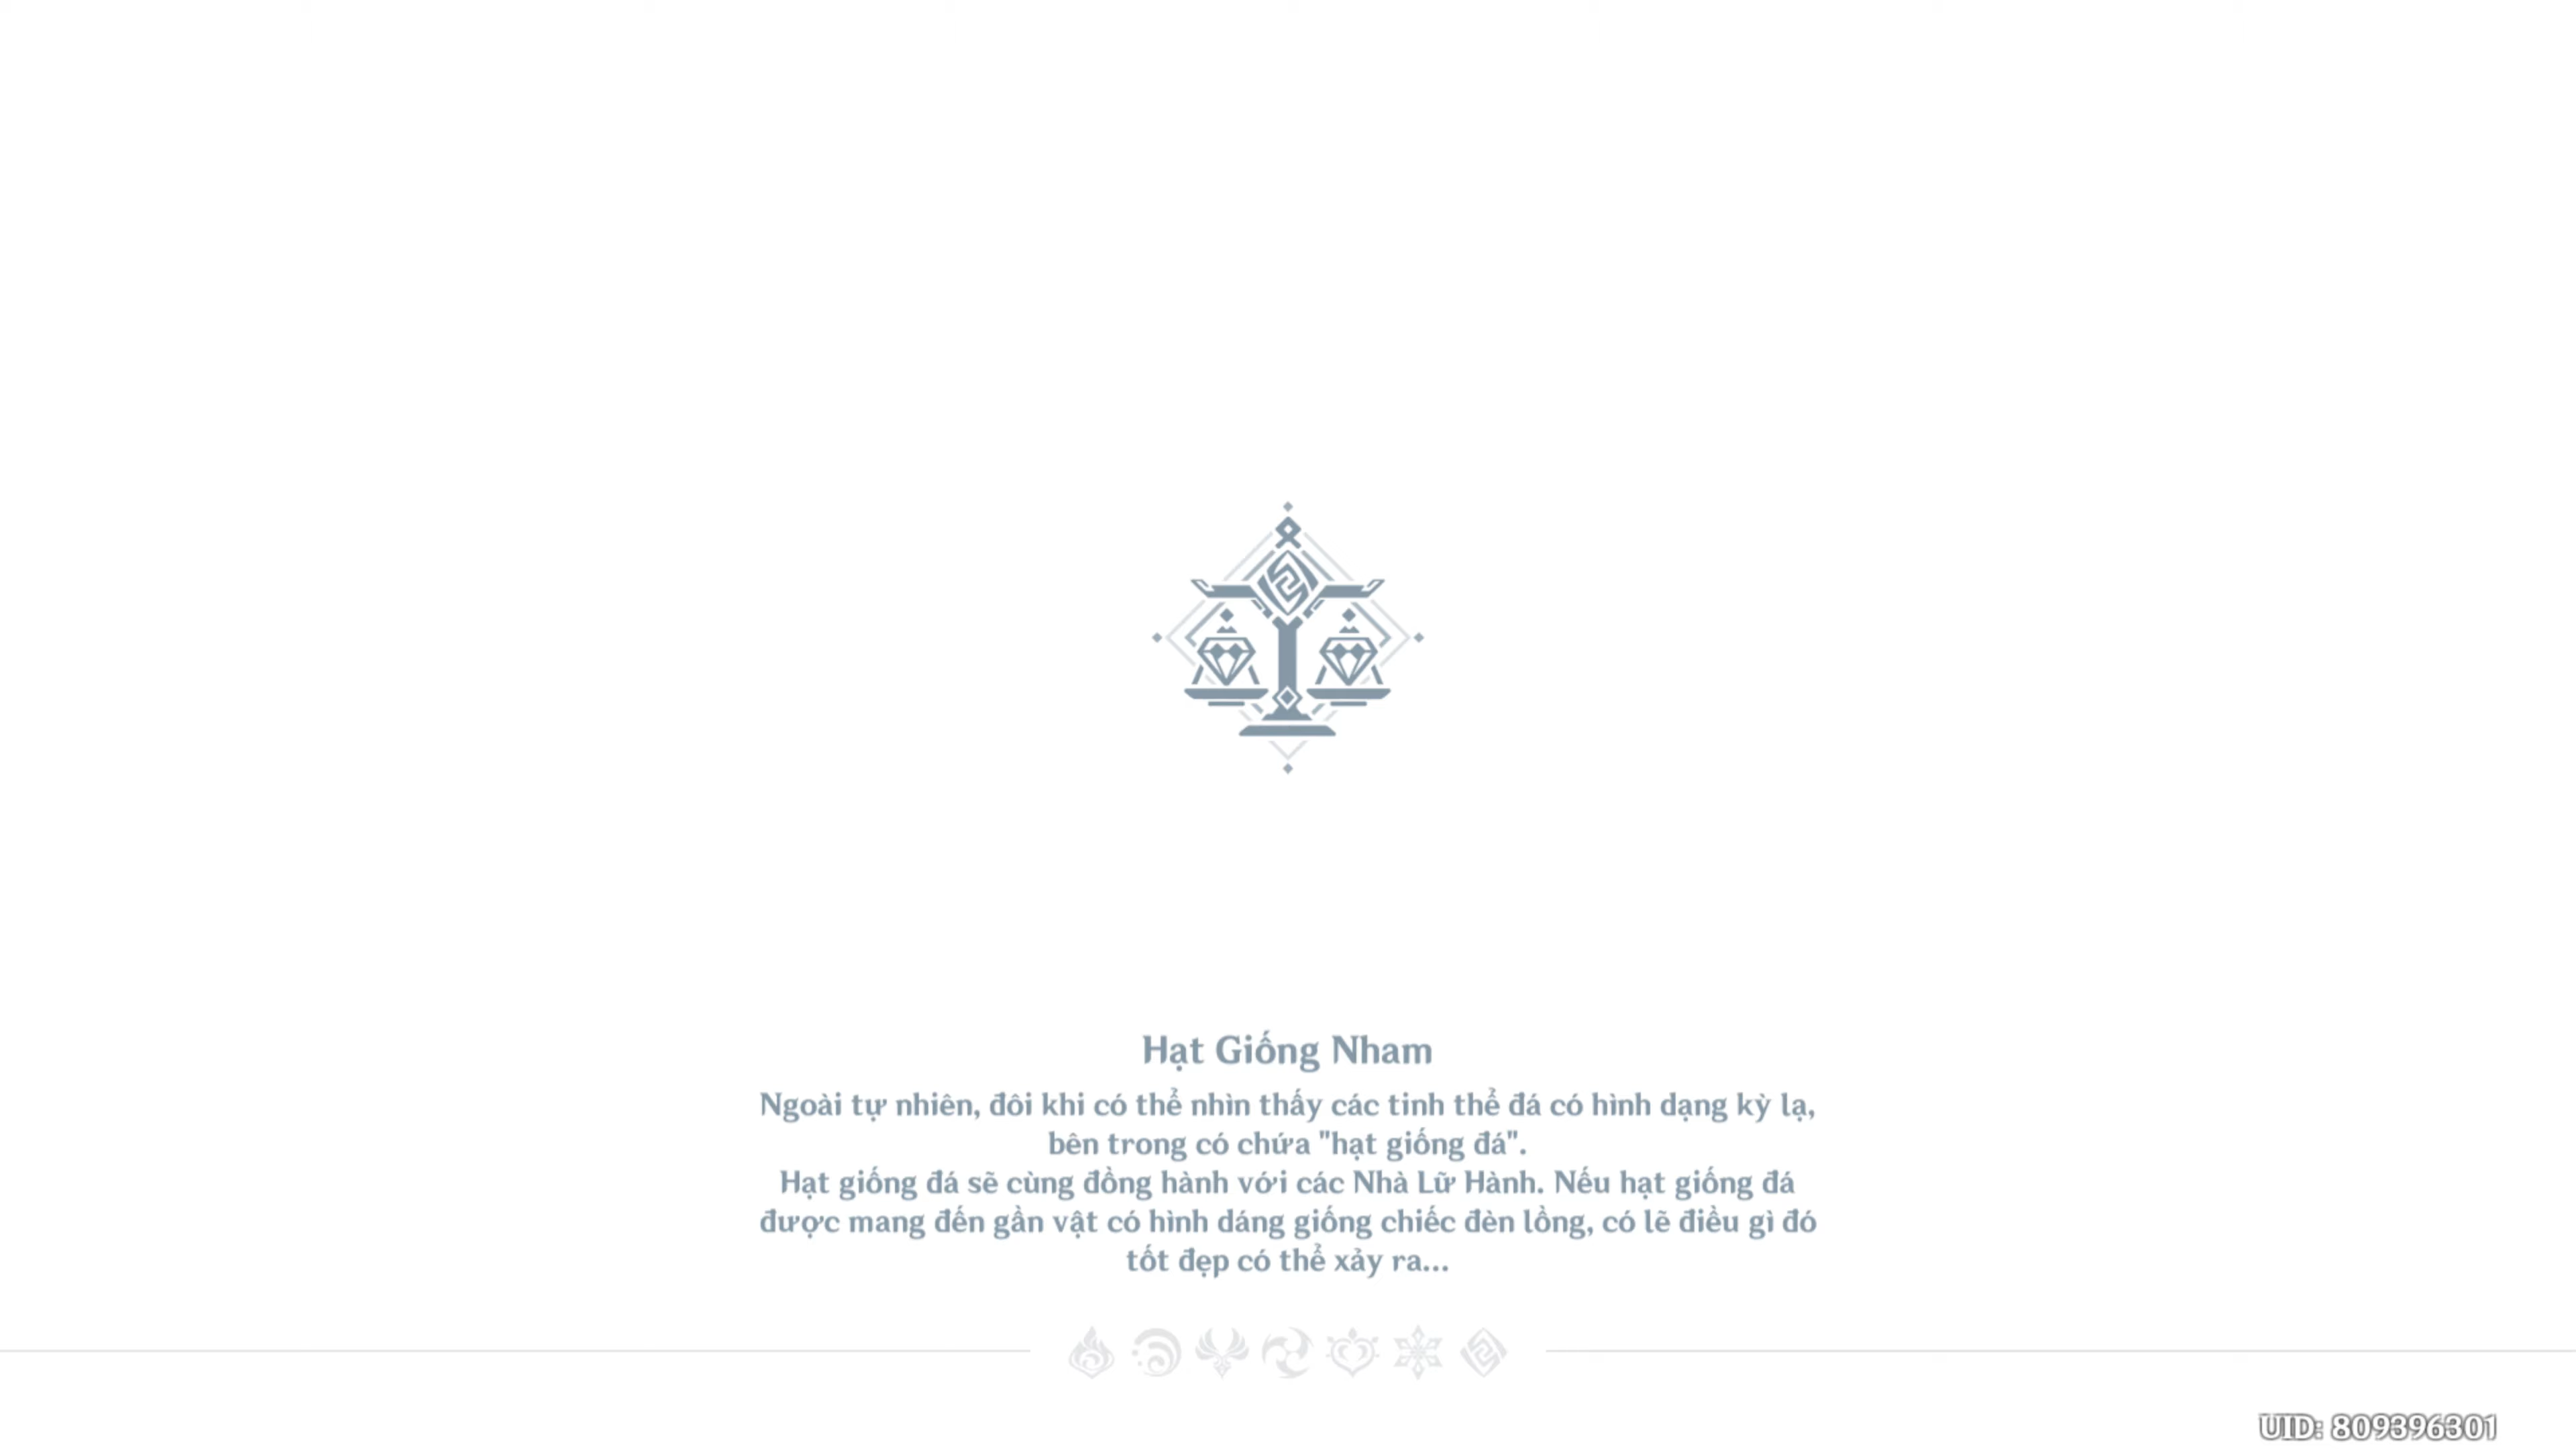 Hạt Giống Nham
Ngoài tự nhiên, đôi khi có thể nhìn thấy các tinh thể đá có hình dạng kỳ lạ,
bên trong có chứa "hạt giống đá".
Hạt giống đá sẽ cùng đồng hành với các Nhà Lữ Hành. Nếu hạt giống đá
được mang đến gần vật có hình dáng giống chiếc đèn lồng, có lẽ điều gì đó
tốt đẹp có thể xảy ra...
UID: 809396301